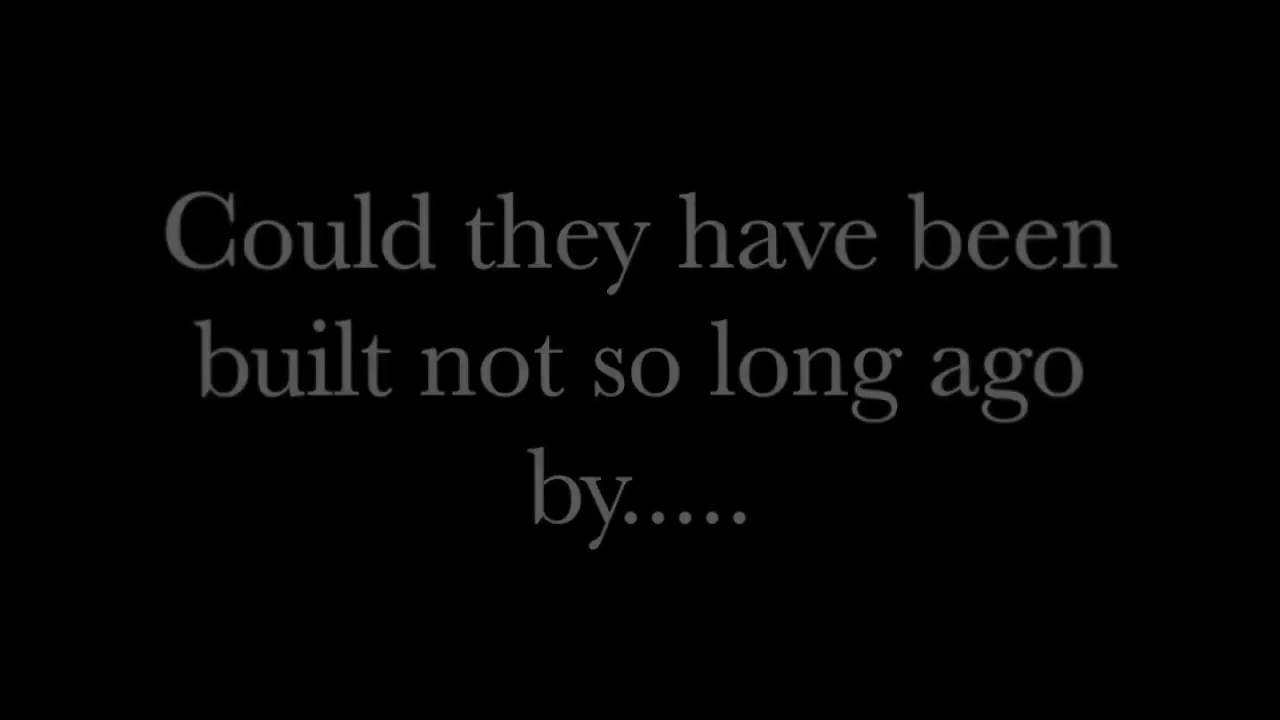 Could they have been
built not so long ago
by.....